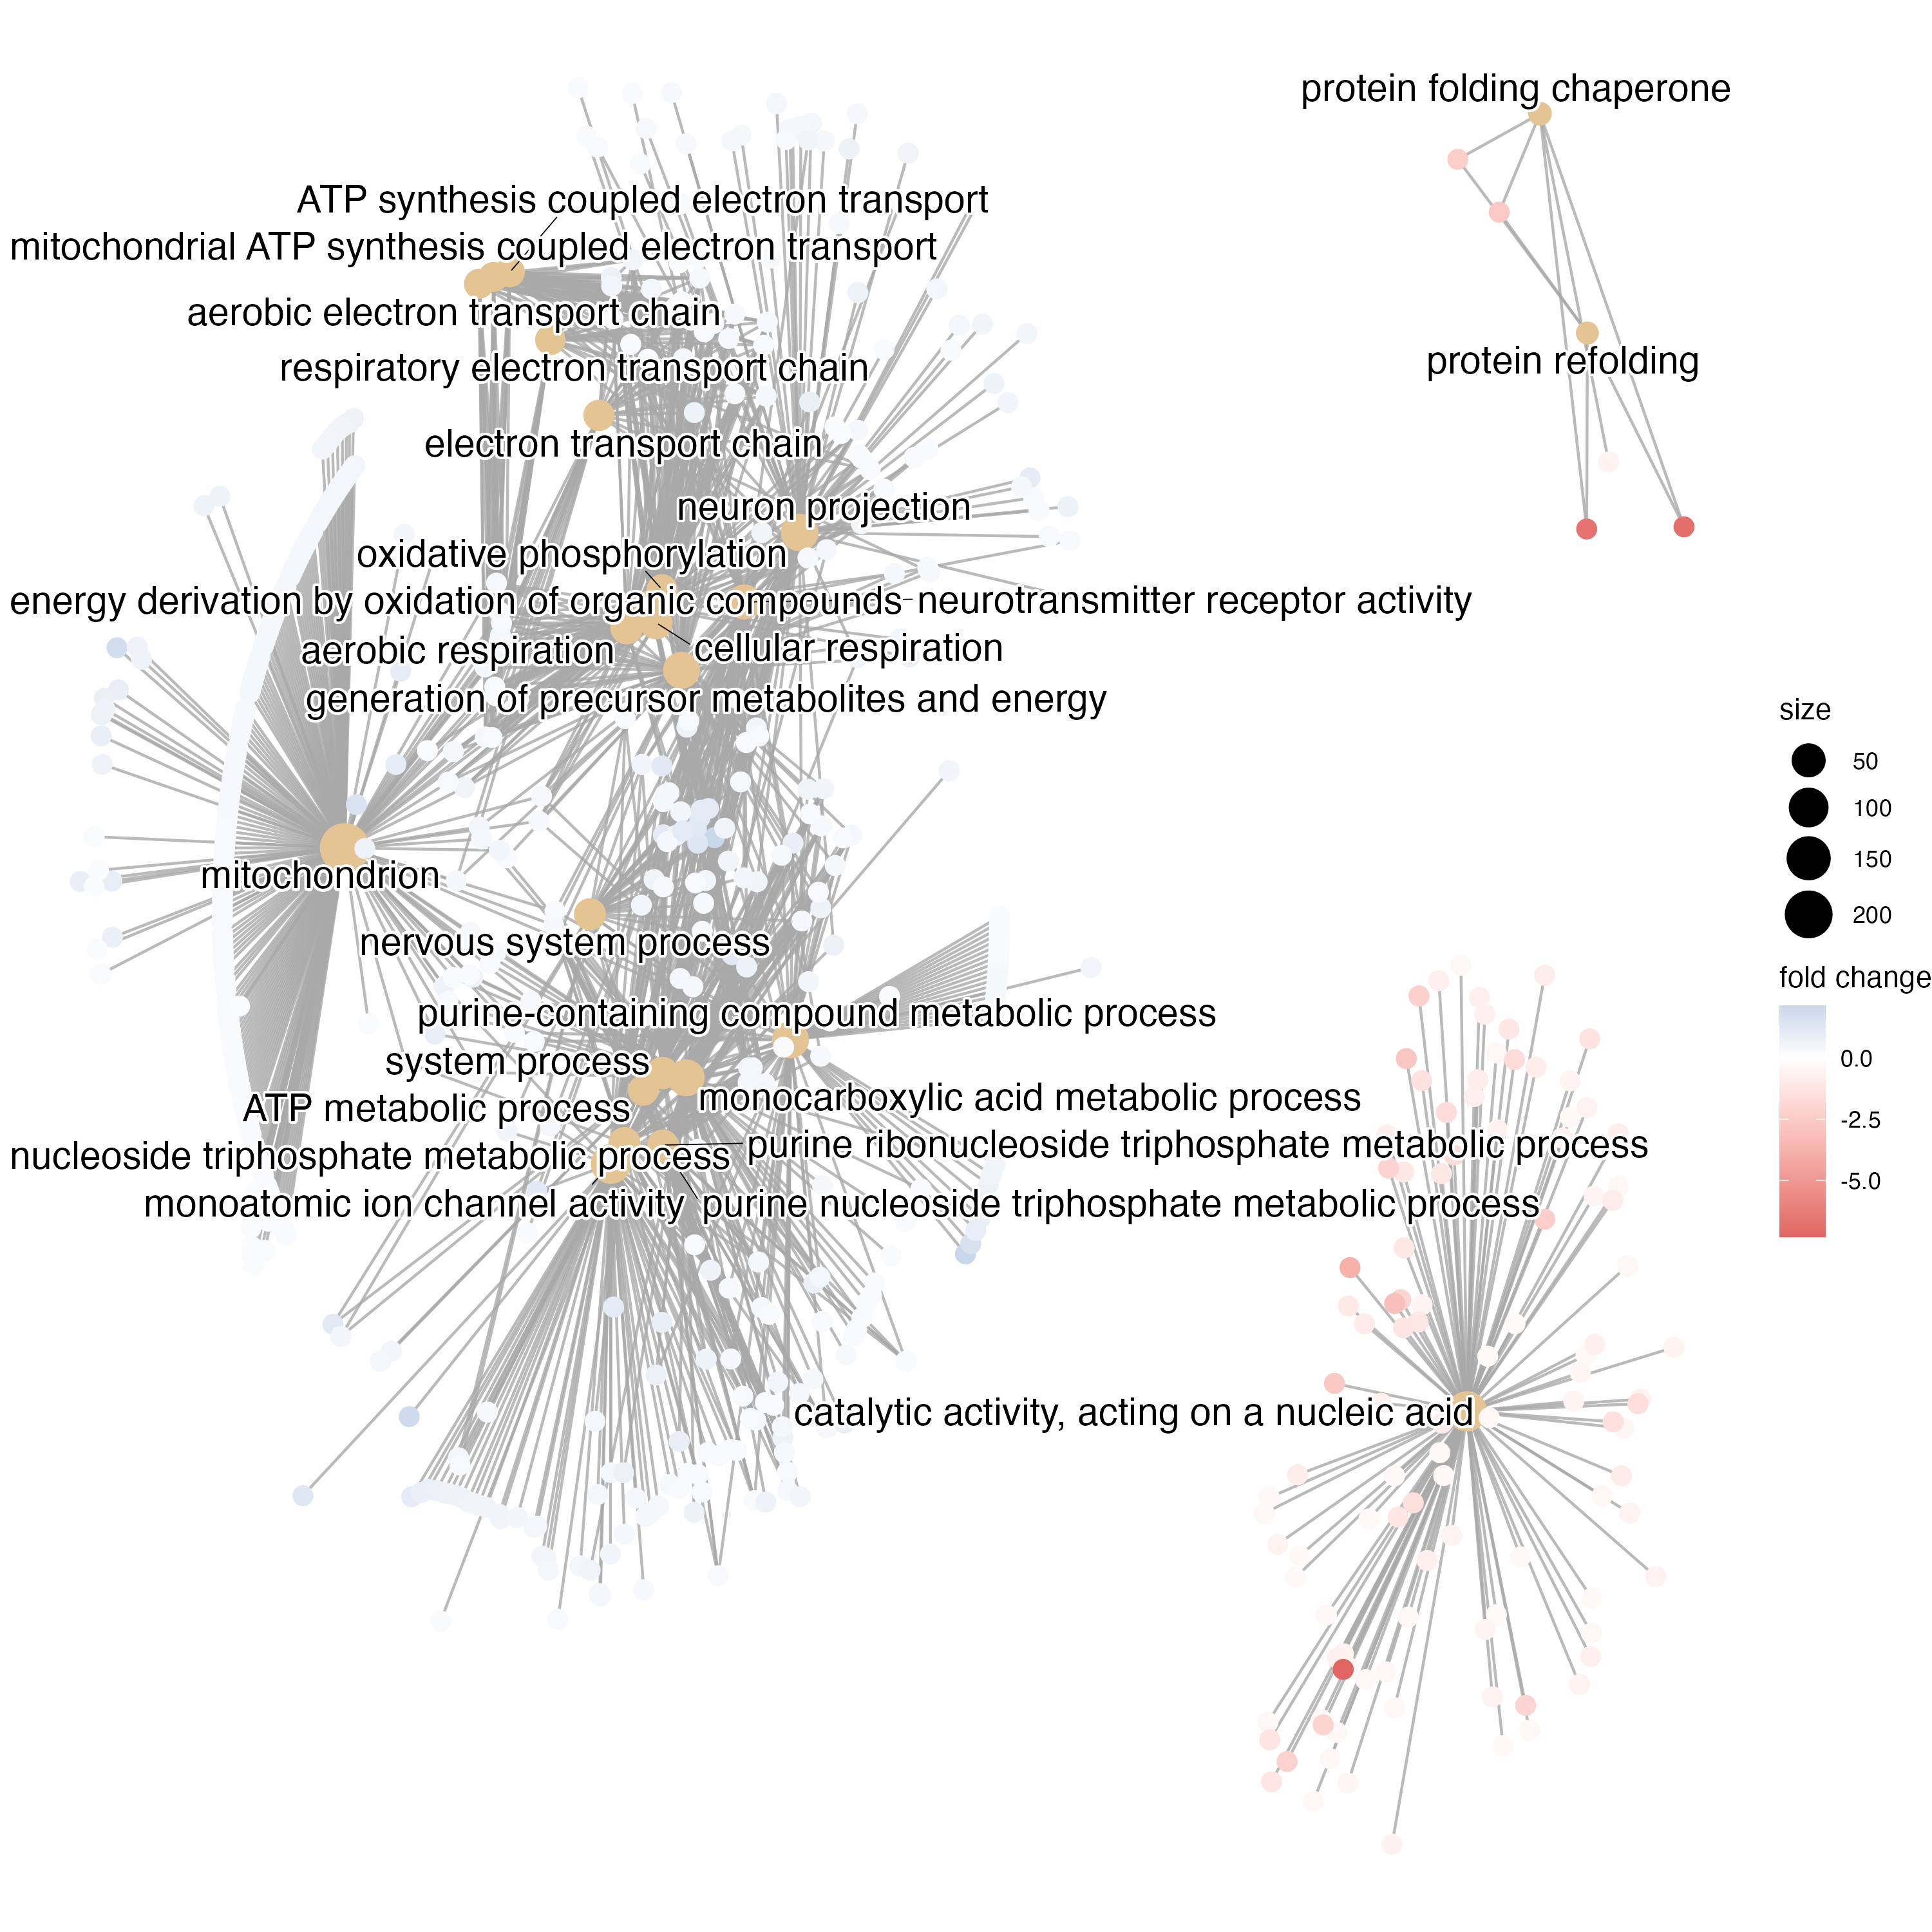 protein folding chaperone
ATP synthesis coupled electron transport
mitochondrial ATP synthesis coupled electron transport
aerobic electron transport chain
protein refolding
respiratory electron transport chain
electron transport chain
neuron projection
oxidative phosphorylation
energy derivation by oxidation of organic compounds
neurotransmitter receptor activity
aerobic respiration
cellular respiration
generation of precursor metabolites and energy
size
50
100
150
200
mitochondrion
nervous system process
fold change
0.0
-2.5
-5.0
purine-containing compound metabolic process
system process
monocarboxylic acid metabolic process
ATP metabolic process
purine ribonucleoside triphosphate metabolic process
nucleoside triphosphate metabolic process
monoatomic ion channel activity
purine nucleoside triphosphate metabolic process
catalytic activity, acting on a nucleic acid